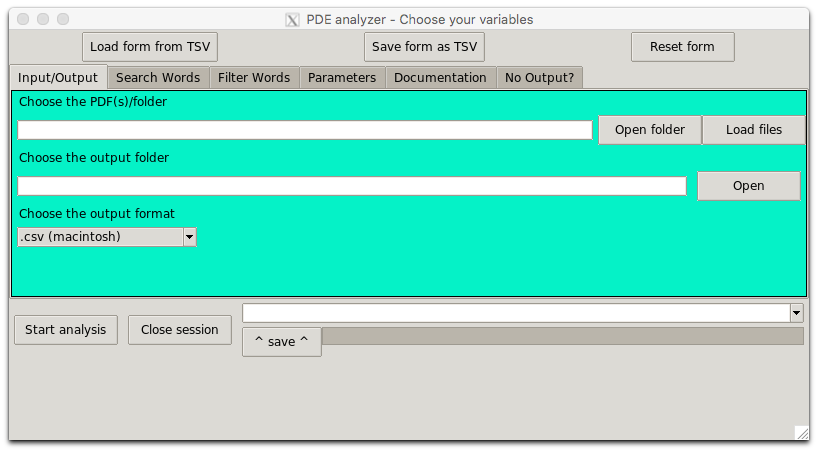 PDE analyzer - Choose your variables
Load form from TSV Save form as TSV Reset form
Input/Output Search Words Filter Words Parameters Documentation No Output?
Choose the PDF(s)/folder
Open folder Load files
Choose the output folder
Open
Choose the output format
.csv (macintosh)
Start analysis Close session
^ save ^